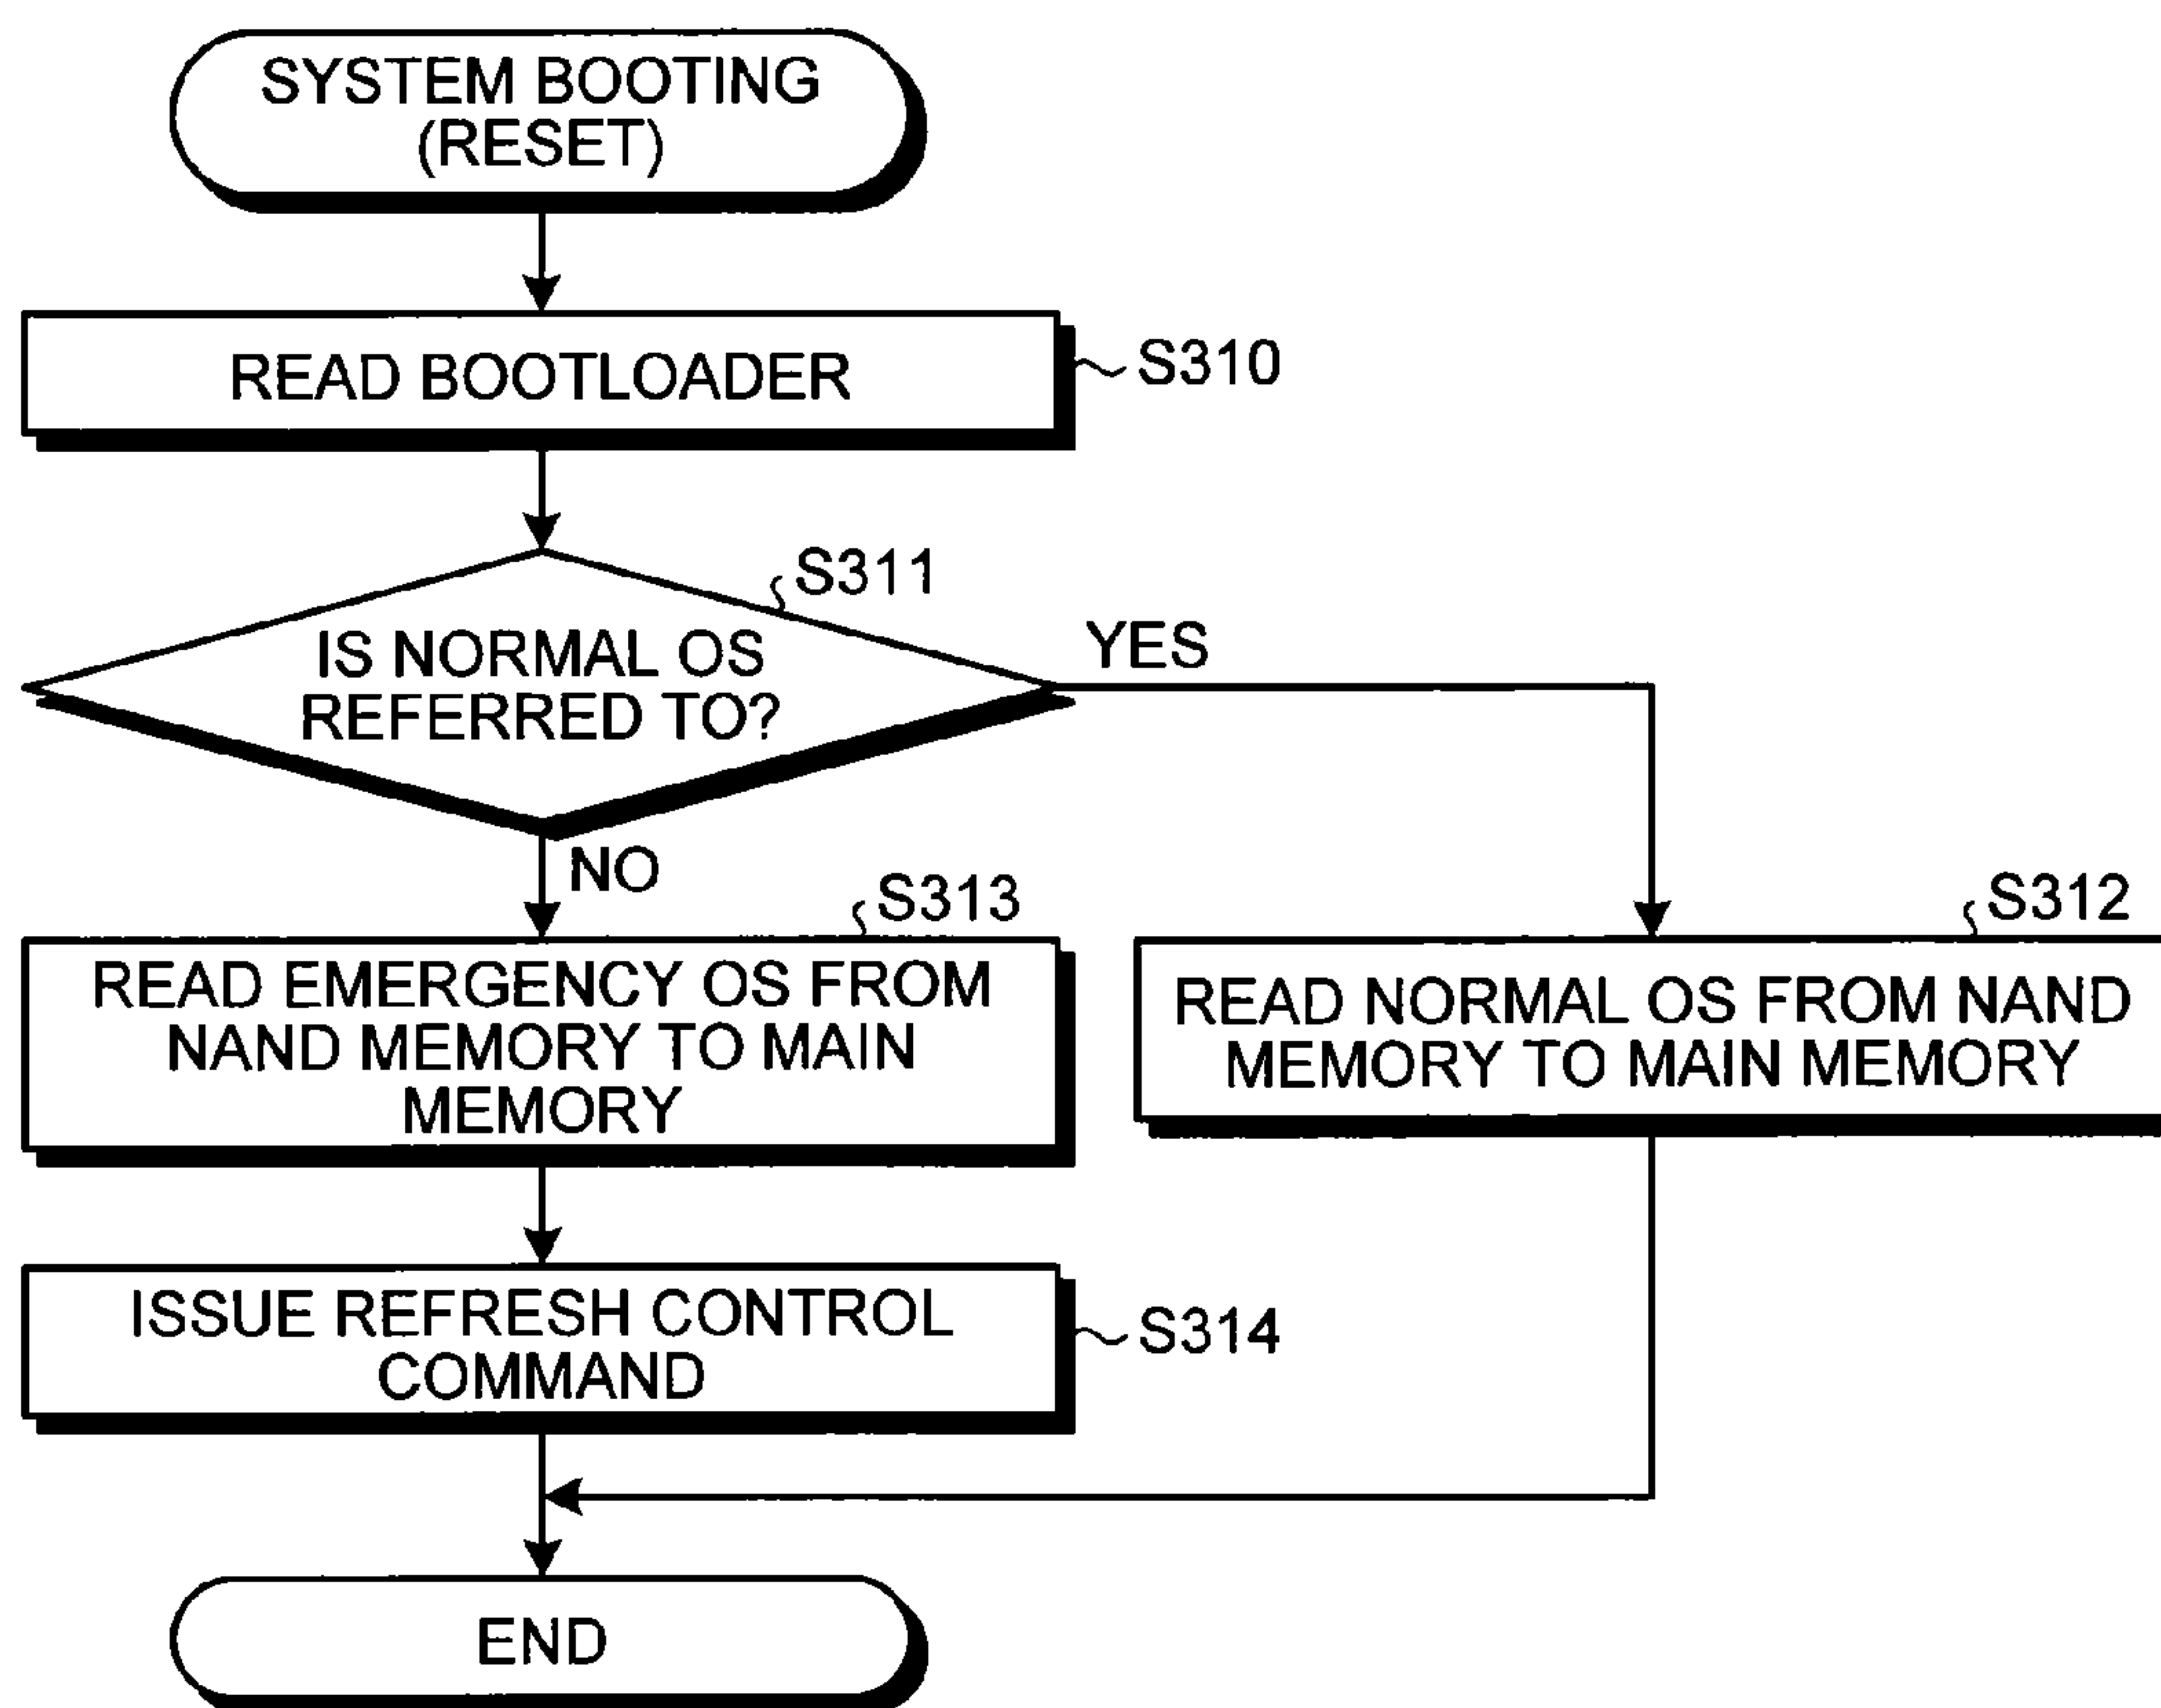 SYSTEM BOOTING
(RESET)
READ BOOTLOADER
S310
S311
IS NORMAL OS
REFERRED TO?
YES
NO
S313
READ EMERGENCY OS FROM
NAND MEMORY TO MAIN
MEMORY
S312
READ NORMAL OS FROM NAND
MEMORY TO MAIN MEMORY
ISSUE REFRESH CONTROL
COMMAND
S314
END